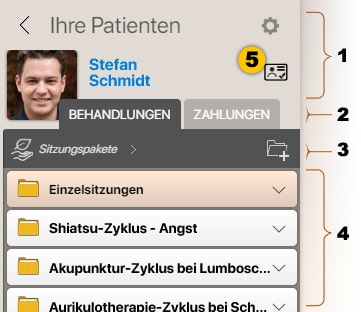 Ihre Patienten
1
Stefan
Schmidt
5
BEHANDLUNGEN
ZAHLUNGEN
2
Sitzungspakete
3
Einzelsitzungen
Shiatsu-Zyklus - Angst
4
Akupunktur-Zyklus bei Lumbosc...
Aurikulotherapie-Zyklus bei Sch...